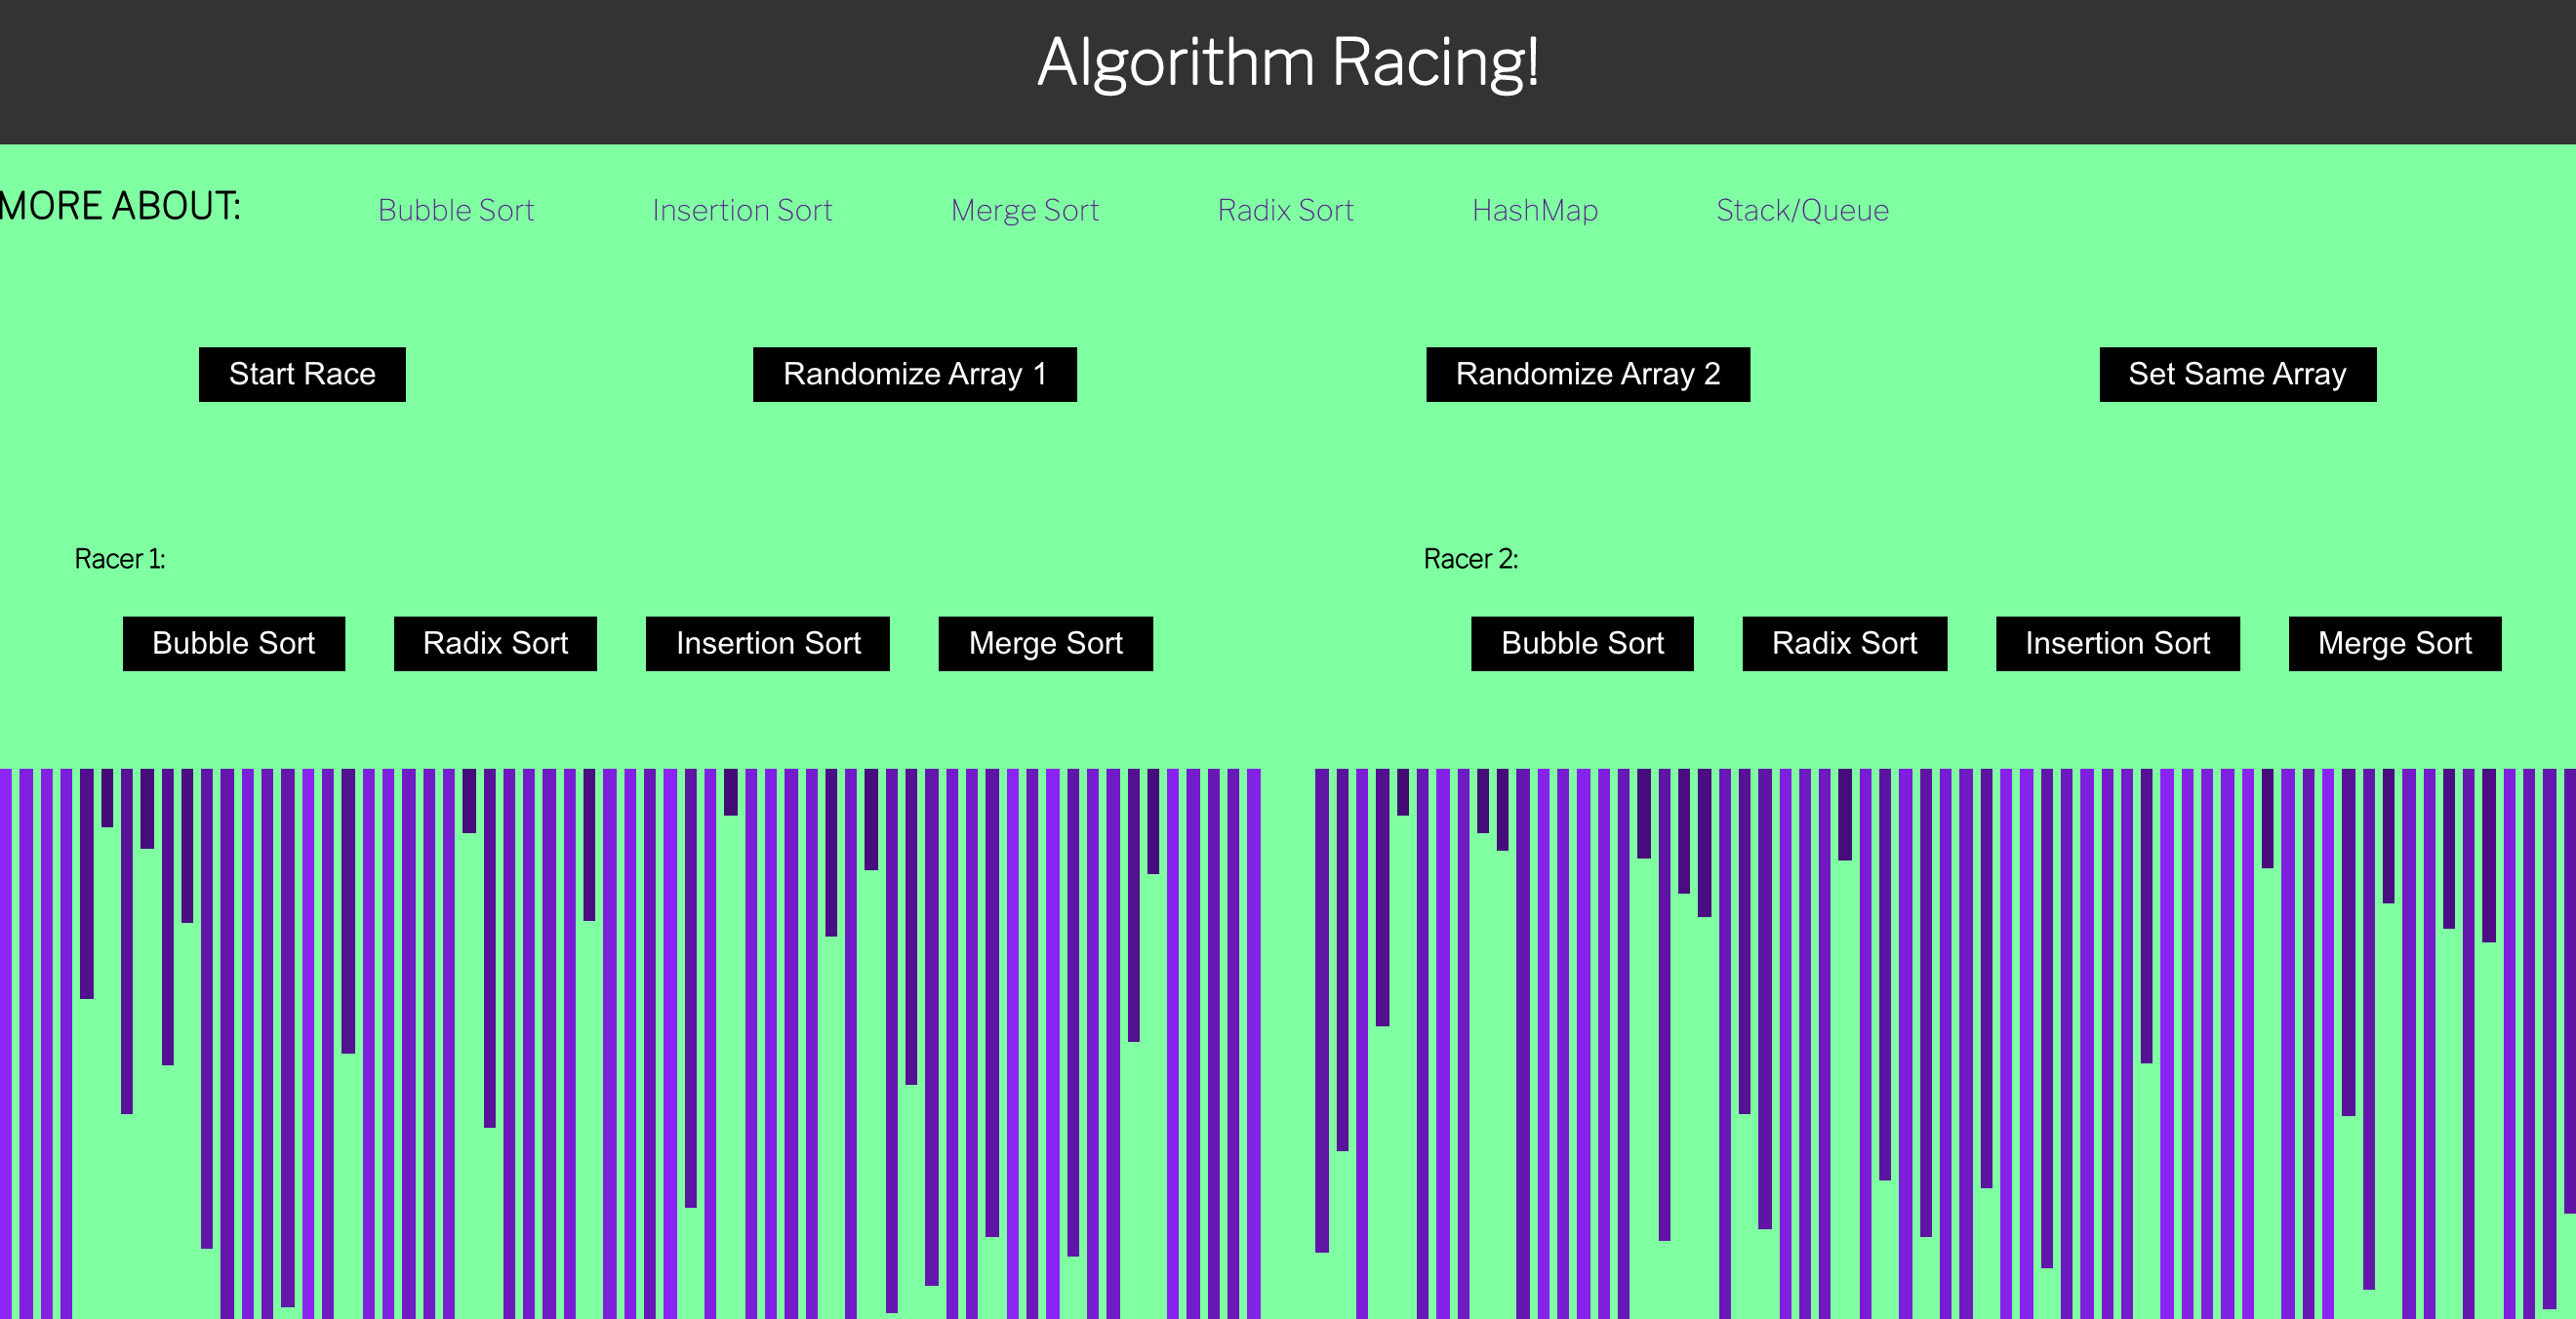 Algorithm Racing!
MORE ABOUT: Bubble Sort Insertion Sort Merge Sort Radix Sort HashMap Stack/Queue
Start Race Randomize Array 1 Randomize Array 2 Set Same Array
Racer 1: Racer 2:
Bubble Sort Radix Sort Insertion Sort Merge Sort Bubble Sort Radix Sort Insertion Sort Merge Sort